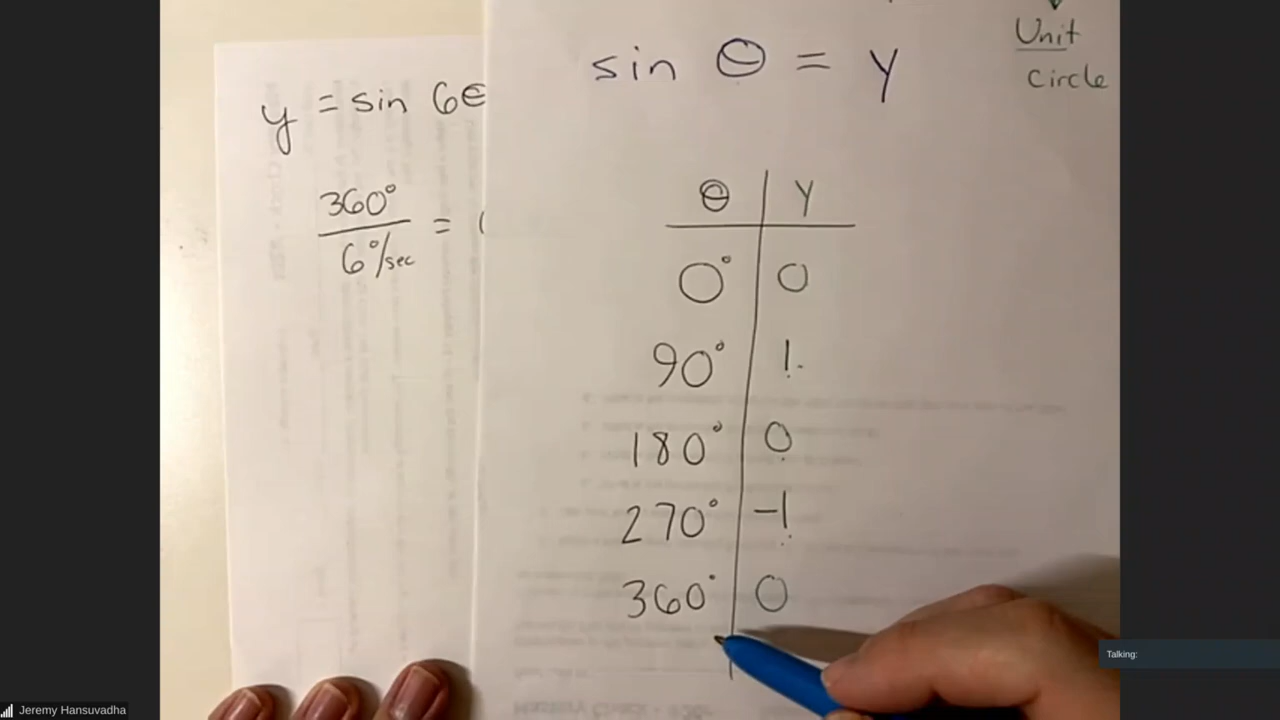 y = sin 6θ
360°
6°/sec
=
sin θ = y
Unit
circle
θ y
0° 0
90° 1
180° 0
270° -1
360° 0
Talking:
Jeremy Hansuvadha